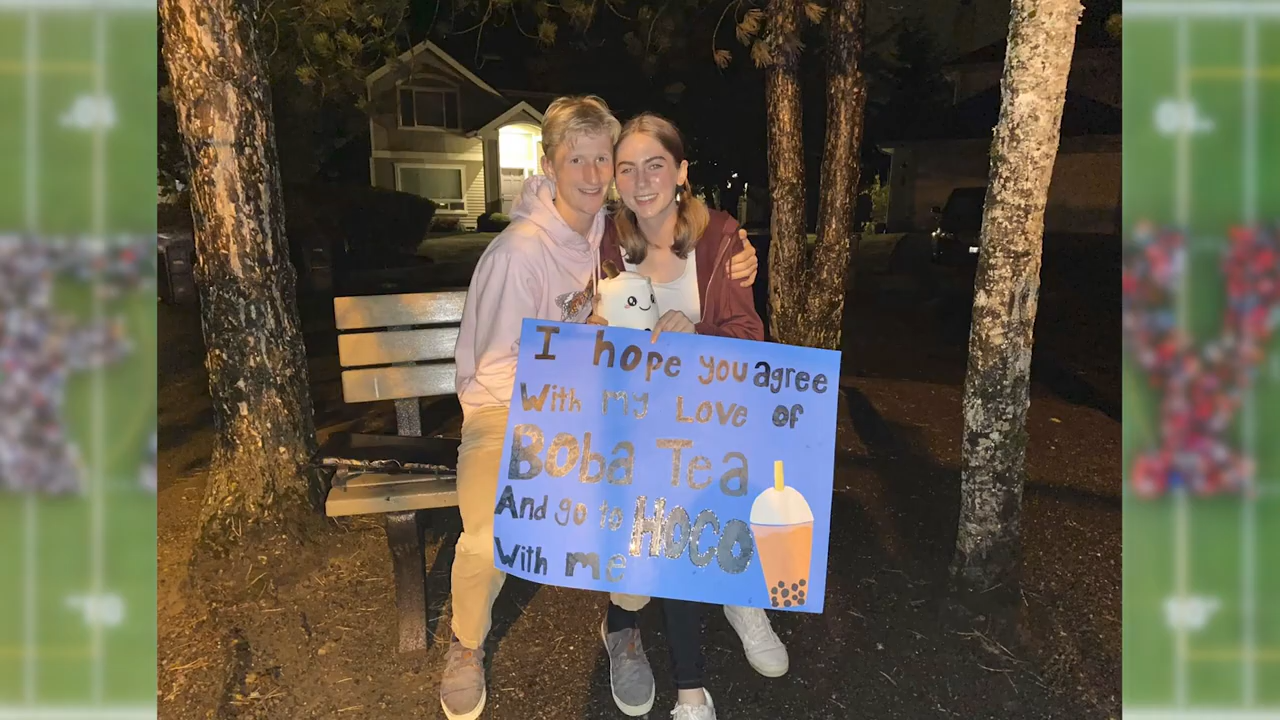 I hope you agree
With my Love of
Boba Tea
And go to HOCO
With me